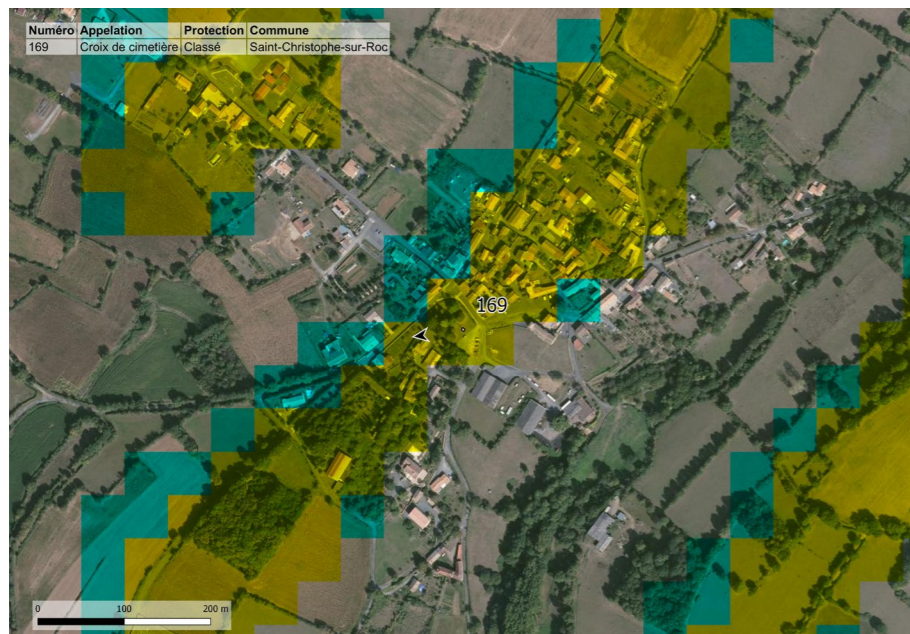 Numéro Appelation Protection Commune
169 Croix de cimetière Classé Saint-Christophe-sur-Roc
169
0 100 200 m